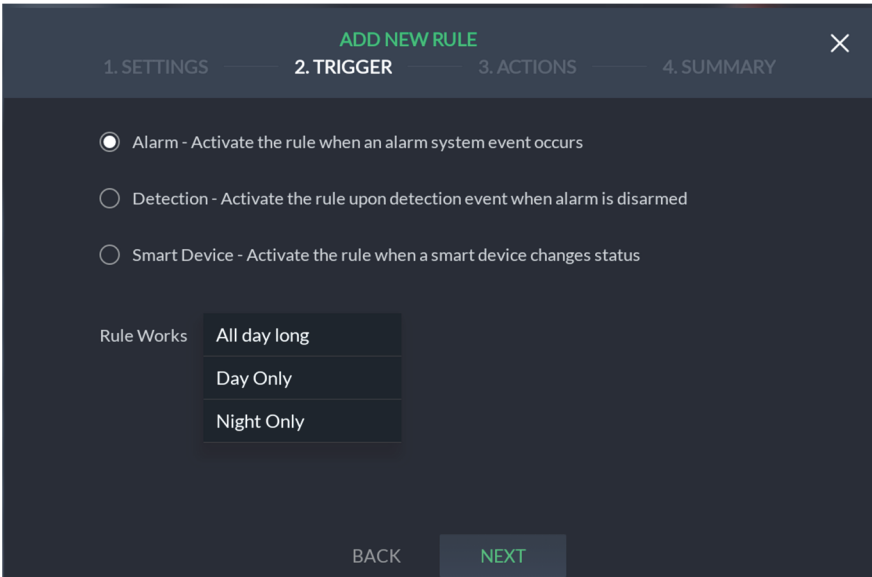 ADD NEW RULE
1. SETTINGS 2. TRIGGER 3. ACTIONS 4. SUMMARY
Alarm - Activate the rule when an alarm system event occurs
Detection - Activate the rule upon detection event when alarm is disarmed
Smart Device - Activate the rule when a smart device changes status
Rule Works All day long
Day Only
Night Only
BACK NEXT